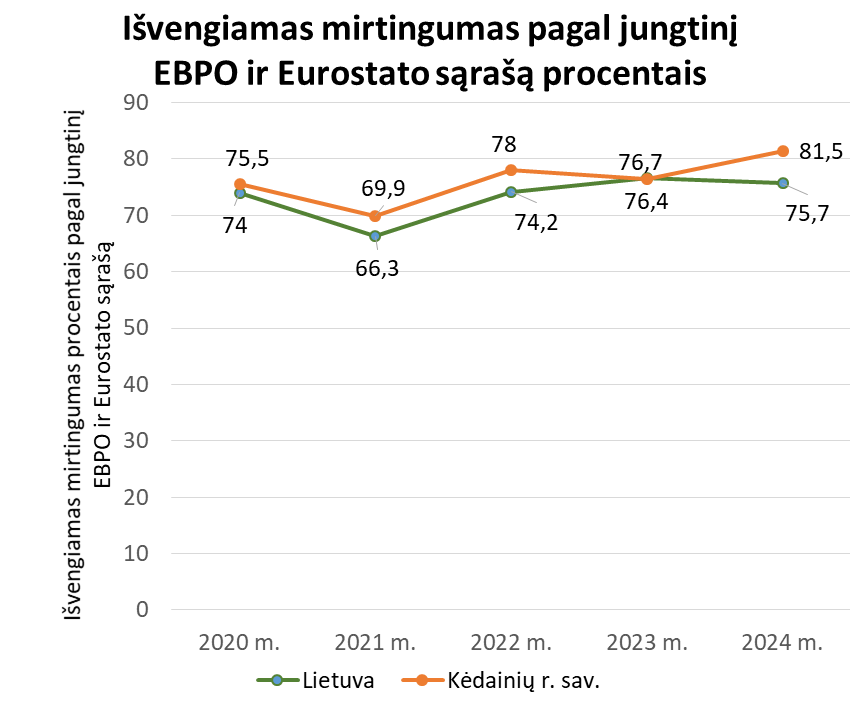 Išvengiamas mirtingumas pagal jungtinį
EBPO ir Eurostato sąrašą procentais
Išvengiamas mirtingumas procentais pagal jungtinį
EBPO ir Eurostato sąrašą
90
80
70
60
50
40
30
20
10
0
75,5
69,9
78
76,7
81,5
74
66,3
74,2
76,4
75,7
2020 m.
2021 m.
2022 m.
2023 m.
2024 m.
Lietuva
Kėdainių r. sav.